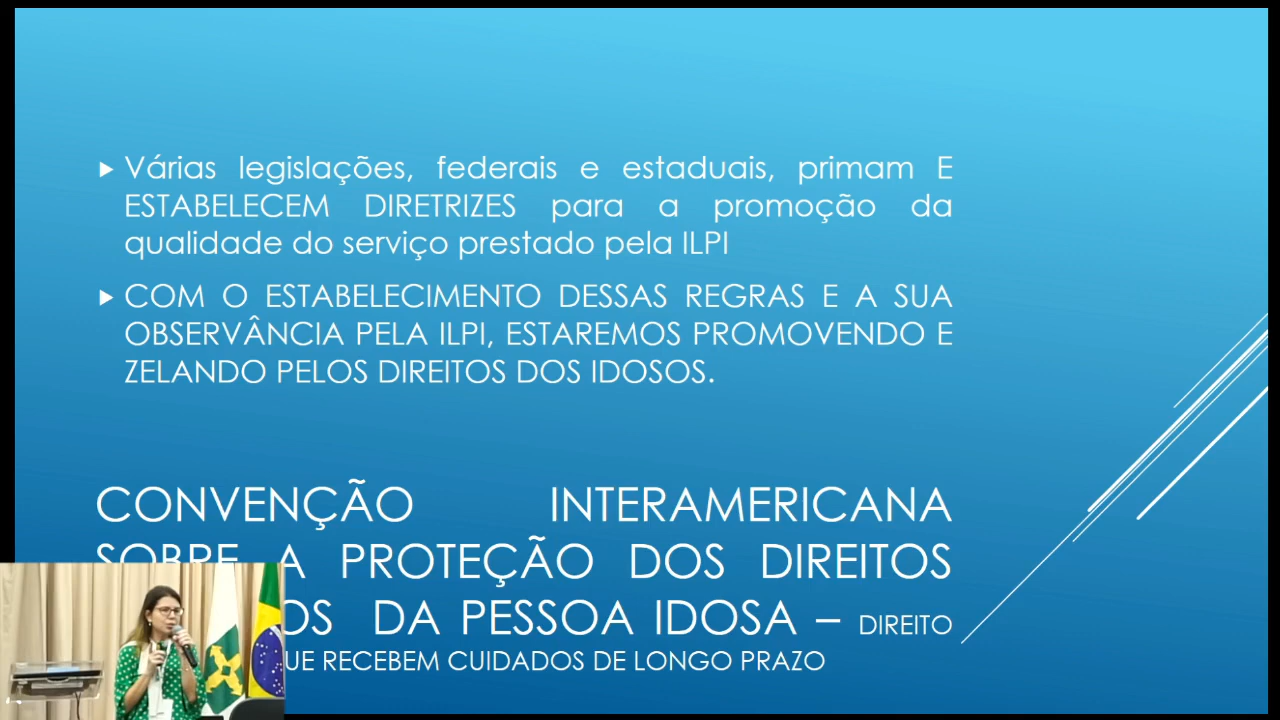 Várias legislações, federais e estaduais, primam E
ESTABELECEM DIRETRIZES para a promoção da
qualidade do serviço prestado pela ILPI
COM O ESTABELECIMENTO DESSAS REGRAS E A SUA
OBSERVÂNCIA PELA ILPI, ESTAREMOS PROMOVENDO E
ZELANDO PELOS DIREITOS DOS IDOSOS.
CONVENÇÃO INTERAMERICANA
SOBRE A PROTEÇÃO DOS DIREITOS
DA PESSOA IDOSA – DIREITO
RECEBEM CUIDADOS DE LONGO PRAZO